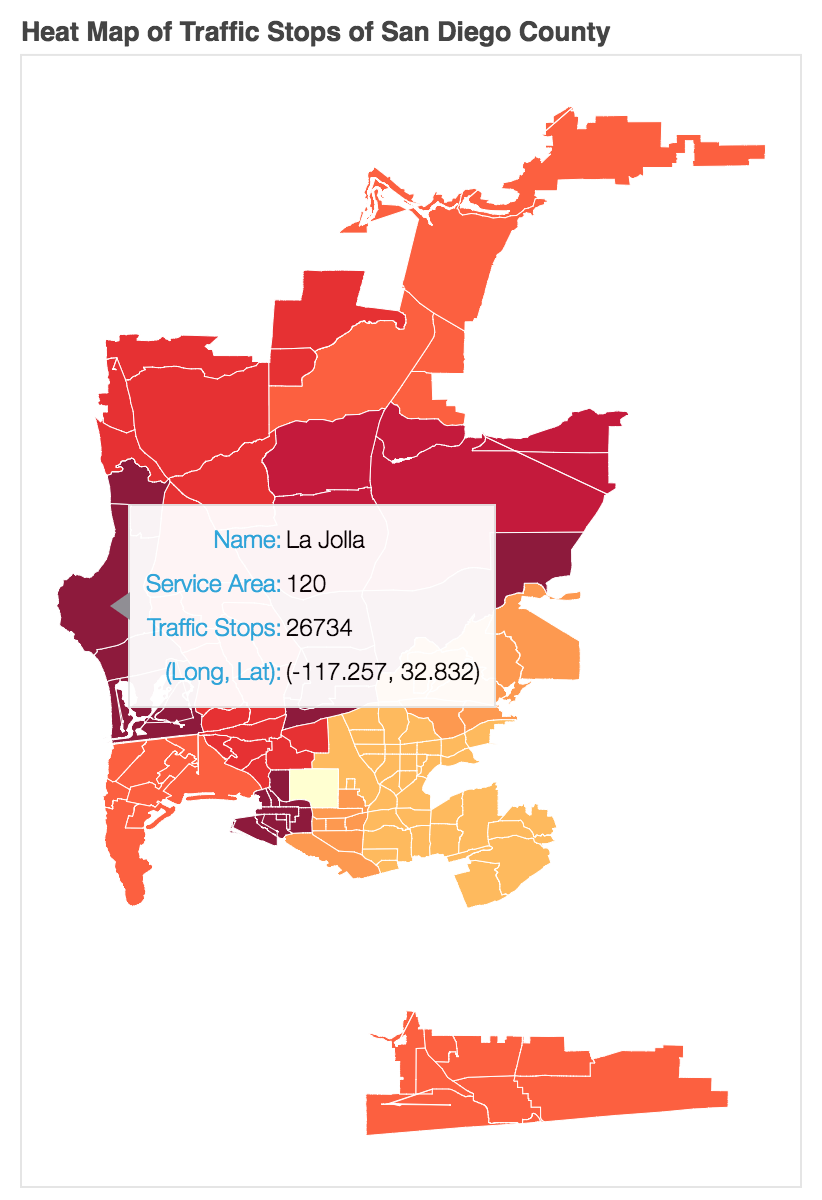 Heat Map of Traffic Stops of San Diego County
Name: La Jolla
Service Area: 120
Traffic Stops: 26734
(Long, Lat): (-117.257, 32.832)